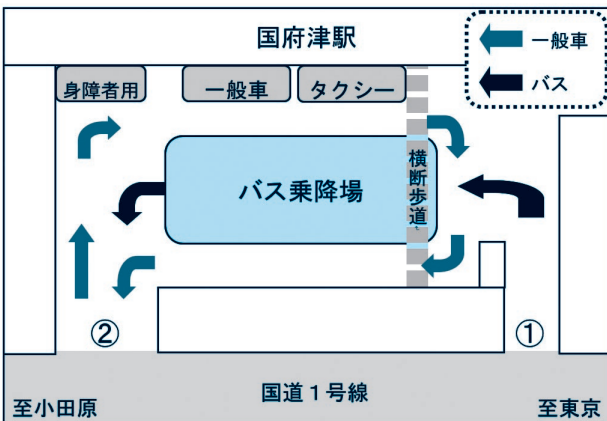 国府津駅
一般車
バス
身障者用
一般車
タクシー
バス乗降場
横断歩道
②
①
国道1号線
至小田原
至東京